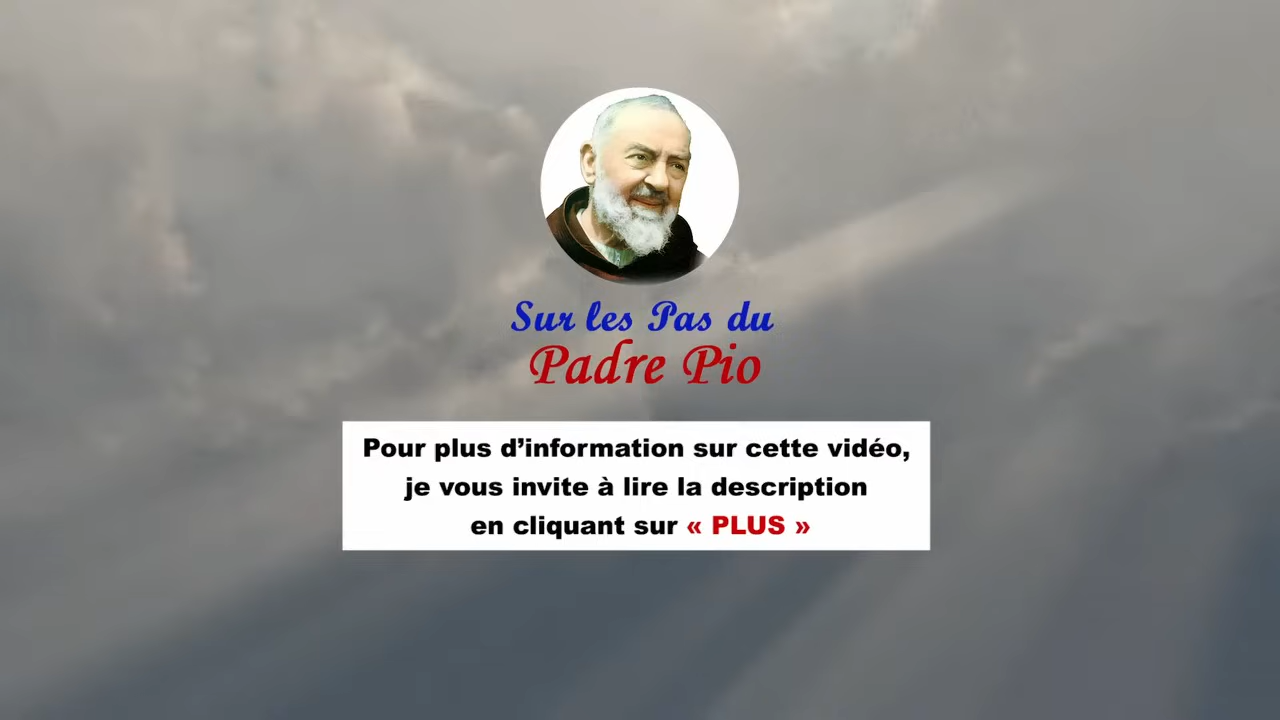 Sur les Pas du
Padre Pio
Pour plus d’information sur cette vidéo,
je vous invite à lire la description
en cliquant sur « PLUS »